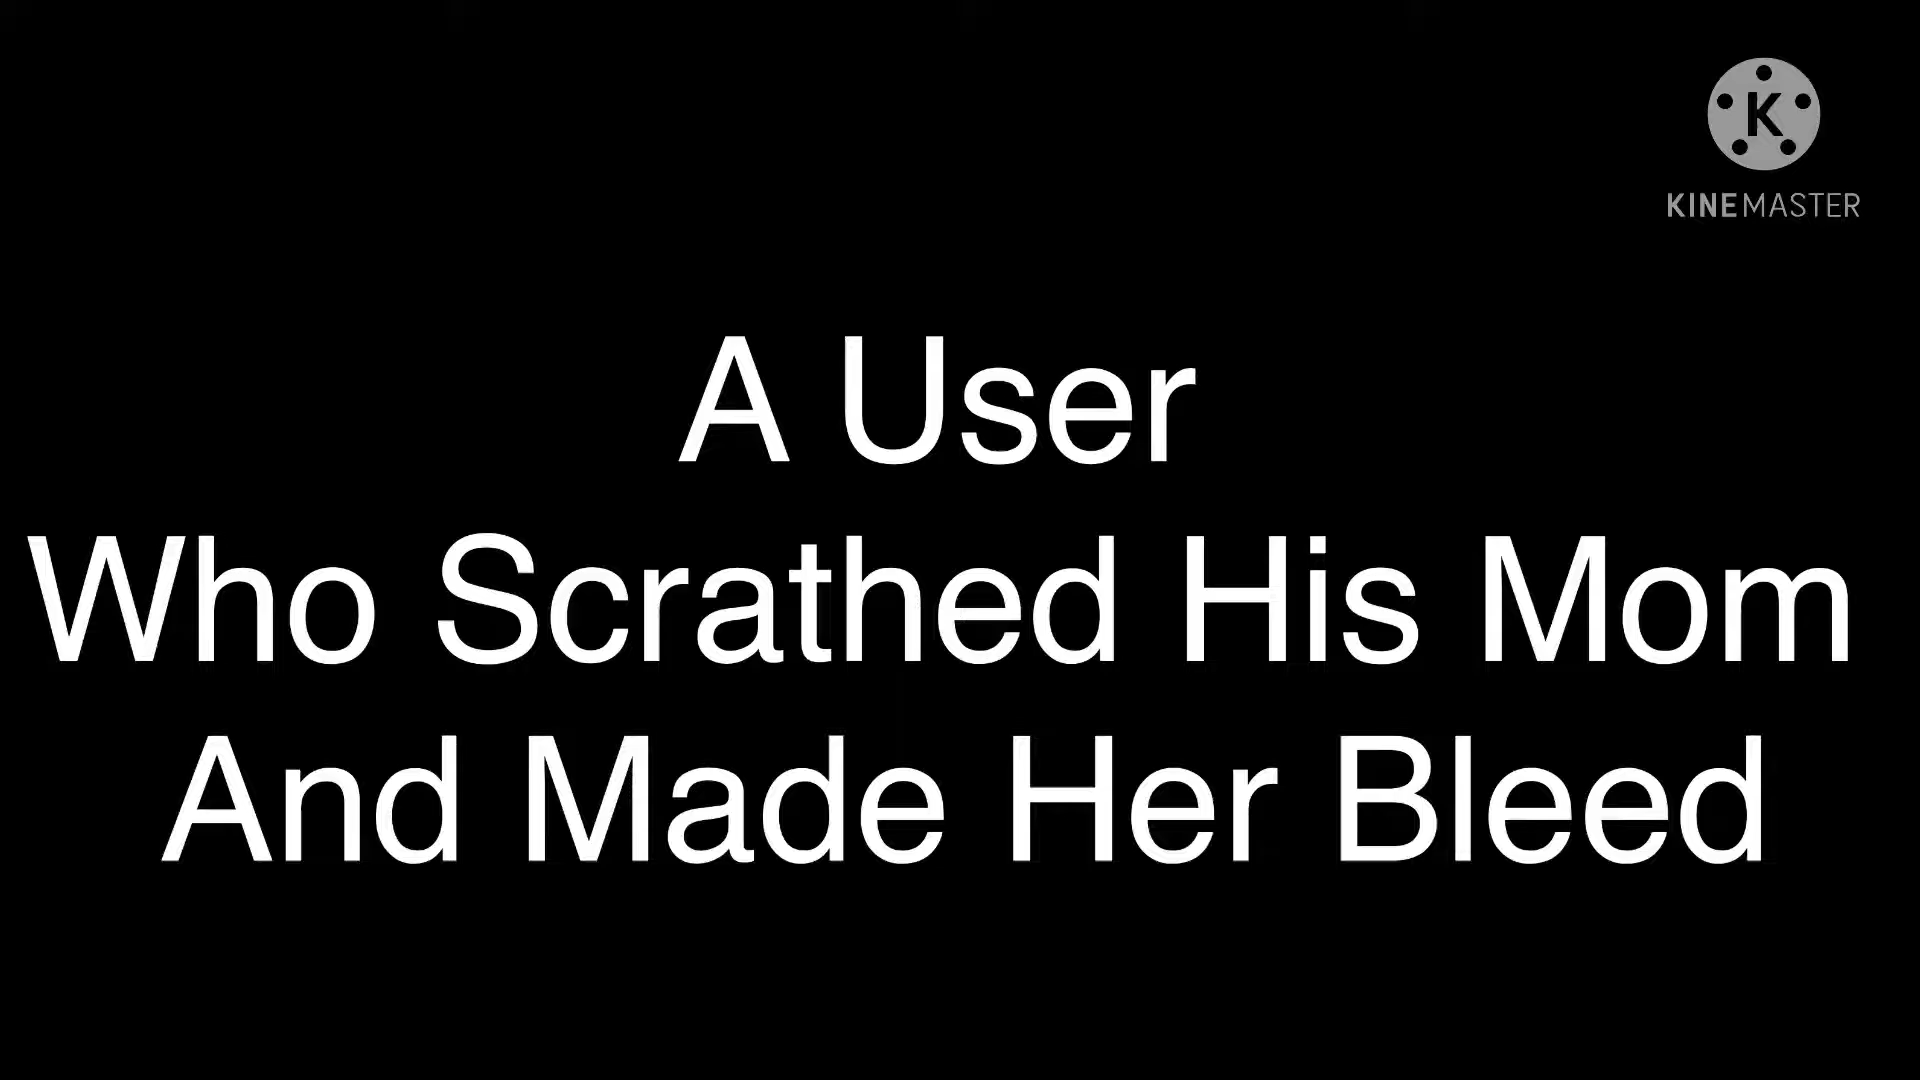 K
KINEMASTER
A User
Who Scrathed His Mom
And Made Her Bleed